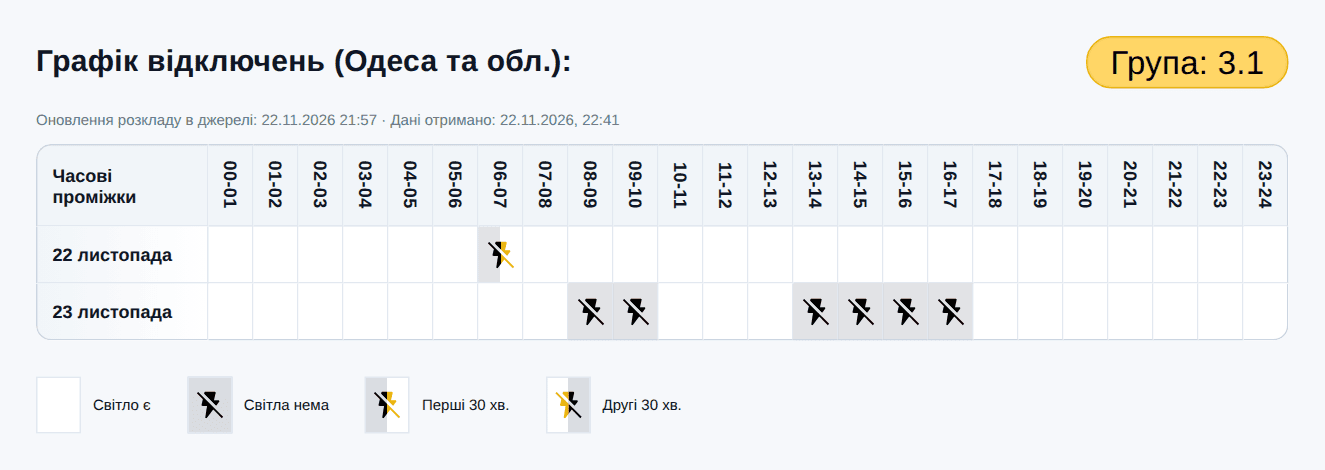 Графік відключень (Одеса та обл.):
Група: 3.1
Оновлення розкладу в джерелі: 22.11.2026 21:57 · Дані отримано: 22.11.2026, 22:41
Часові
проміжки
00-01 01-02 02-03 03-04 04-05 05-06 06-07 07-08 08-09 09-10 10-11 11-12 12-13 13-14 14-15 15-16 16-17 17-18 18-19 19-20 20-21 21-22 22-23 23-24
22 листопада
23 листопада
Світло є Світла нема Перші 30 хв. Другі 30 хв.